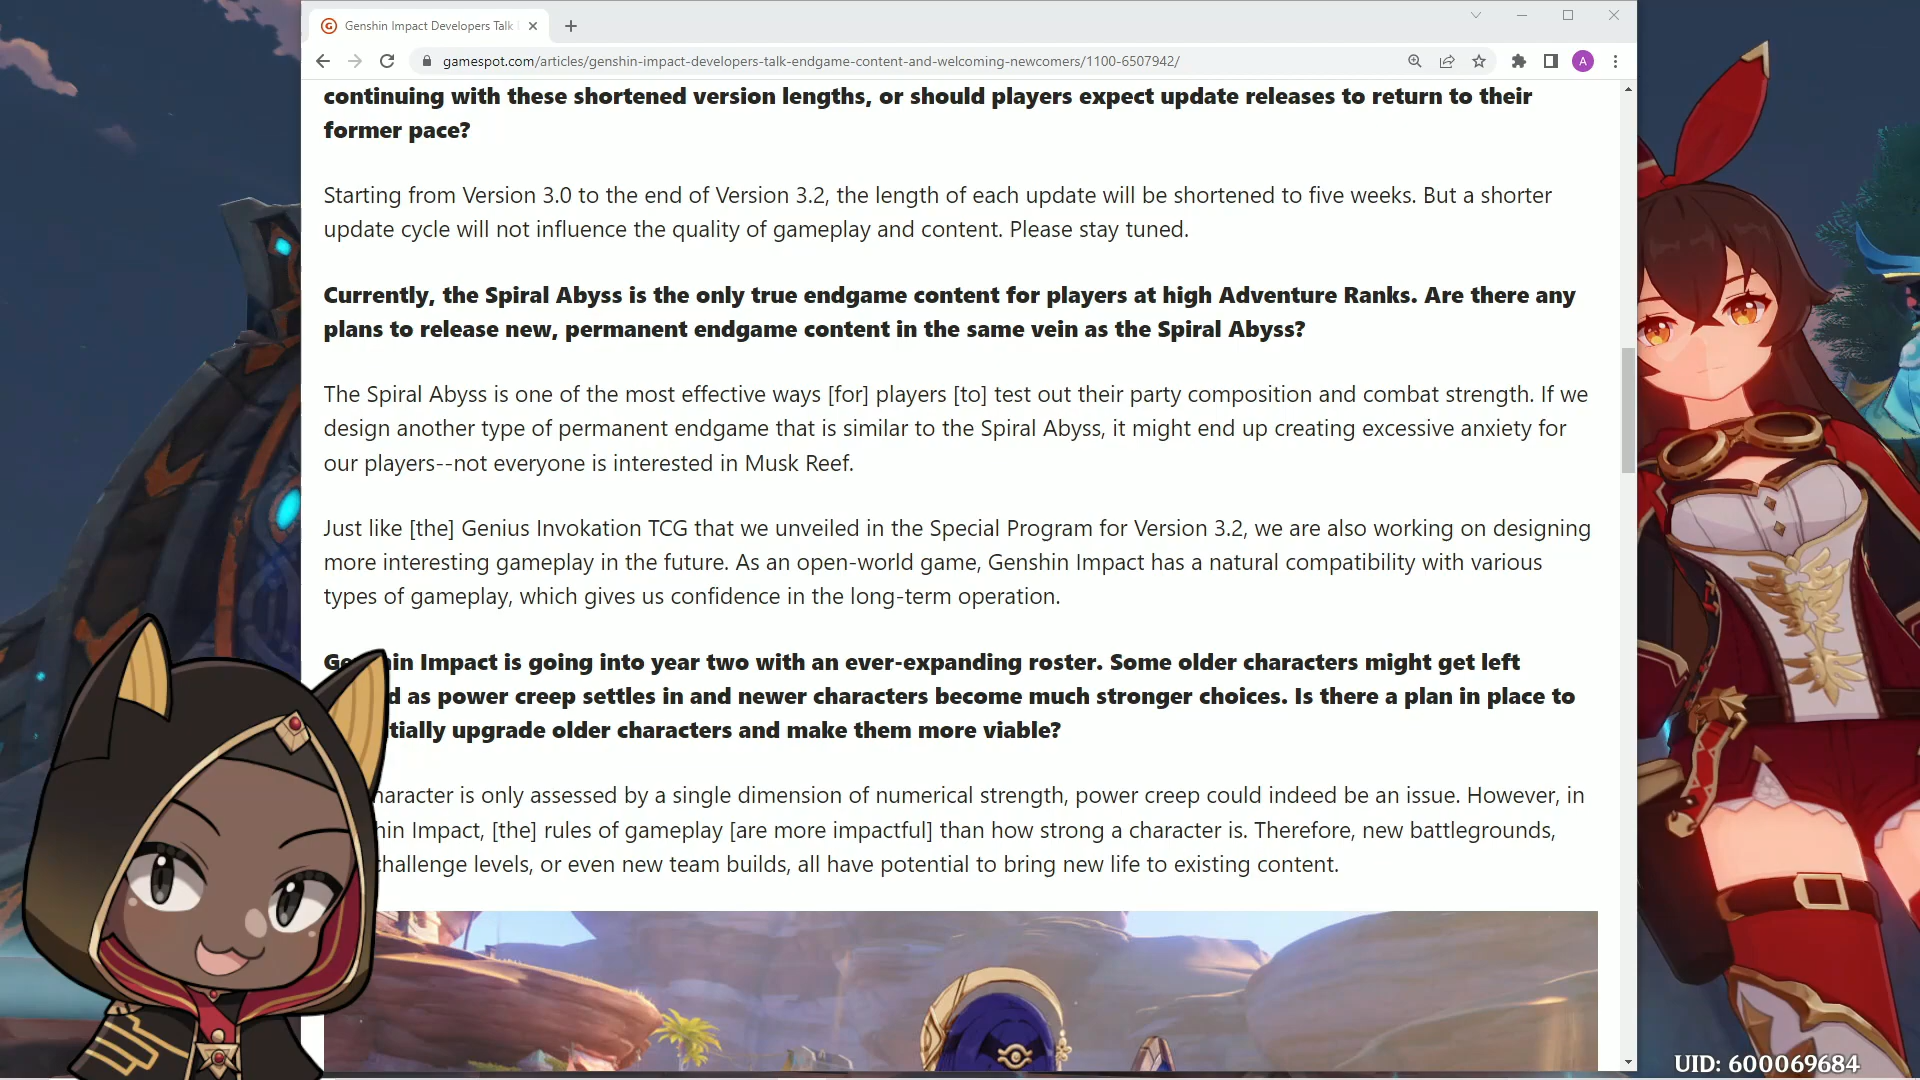 Genshin Impact Developers Talk
gamespot.com/articles/genshin-impact-developers-talk-endgame-content-and-welcoming-newcomers/1100-6507942/
A
continuing with these shortened version lengths, or should players expect update releases to return to their
former pace?
Starting from Version 3.0 to the end of Version 3.2, the length of each update will be shortened to five weeks. But a shorter
update cycle will not influence the quality of gameplay and content. Please stay tuned.
Currently, the Spiral Abyss is the only true endgame content for players at high Adventure Ranks. Are there any
plans to release new, permanent endgame content in the same vein as the Spiral Abyss?
The Spiral Abyss is one of the most effective ways [for] players [to] test out their party composition and combat strength. If we
design another type of permanent endgame that is similar to the Spiral Abyss, it might end up creating excessive anxiety for
our players--not everyone is interested in Musk Reef.
Just like [the] Genius Invokation TCG that we unveiled in the Special Program for Version 3.2, we are also working on designing
more interesting gameplay in the future. As an open-world game, Genshin Impact has a natural compatibility with various
types of gameplay, which gives us confidence in the long-term operation.
Ge hin Impact is going into year two with an ever-expanding roster. Some older characters might get left
d as power creep settles in and newer characters become much stronger choices. Is there a plan in place to
tially upgrade older characters and make them more viable?
haracter is only assessed by a single dimension of numerical strength, power creep could indeed be an issue. However, in
hin Impact, [the] rules of gameplay [are more impactful] than how strong a character is. Therefore, new battlegrounds,
challenge levels, or even new team builds, all have potential to bring new life to existing content.
UID: 600069684